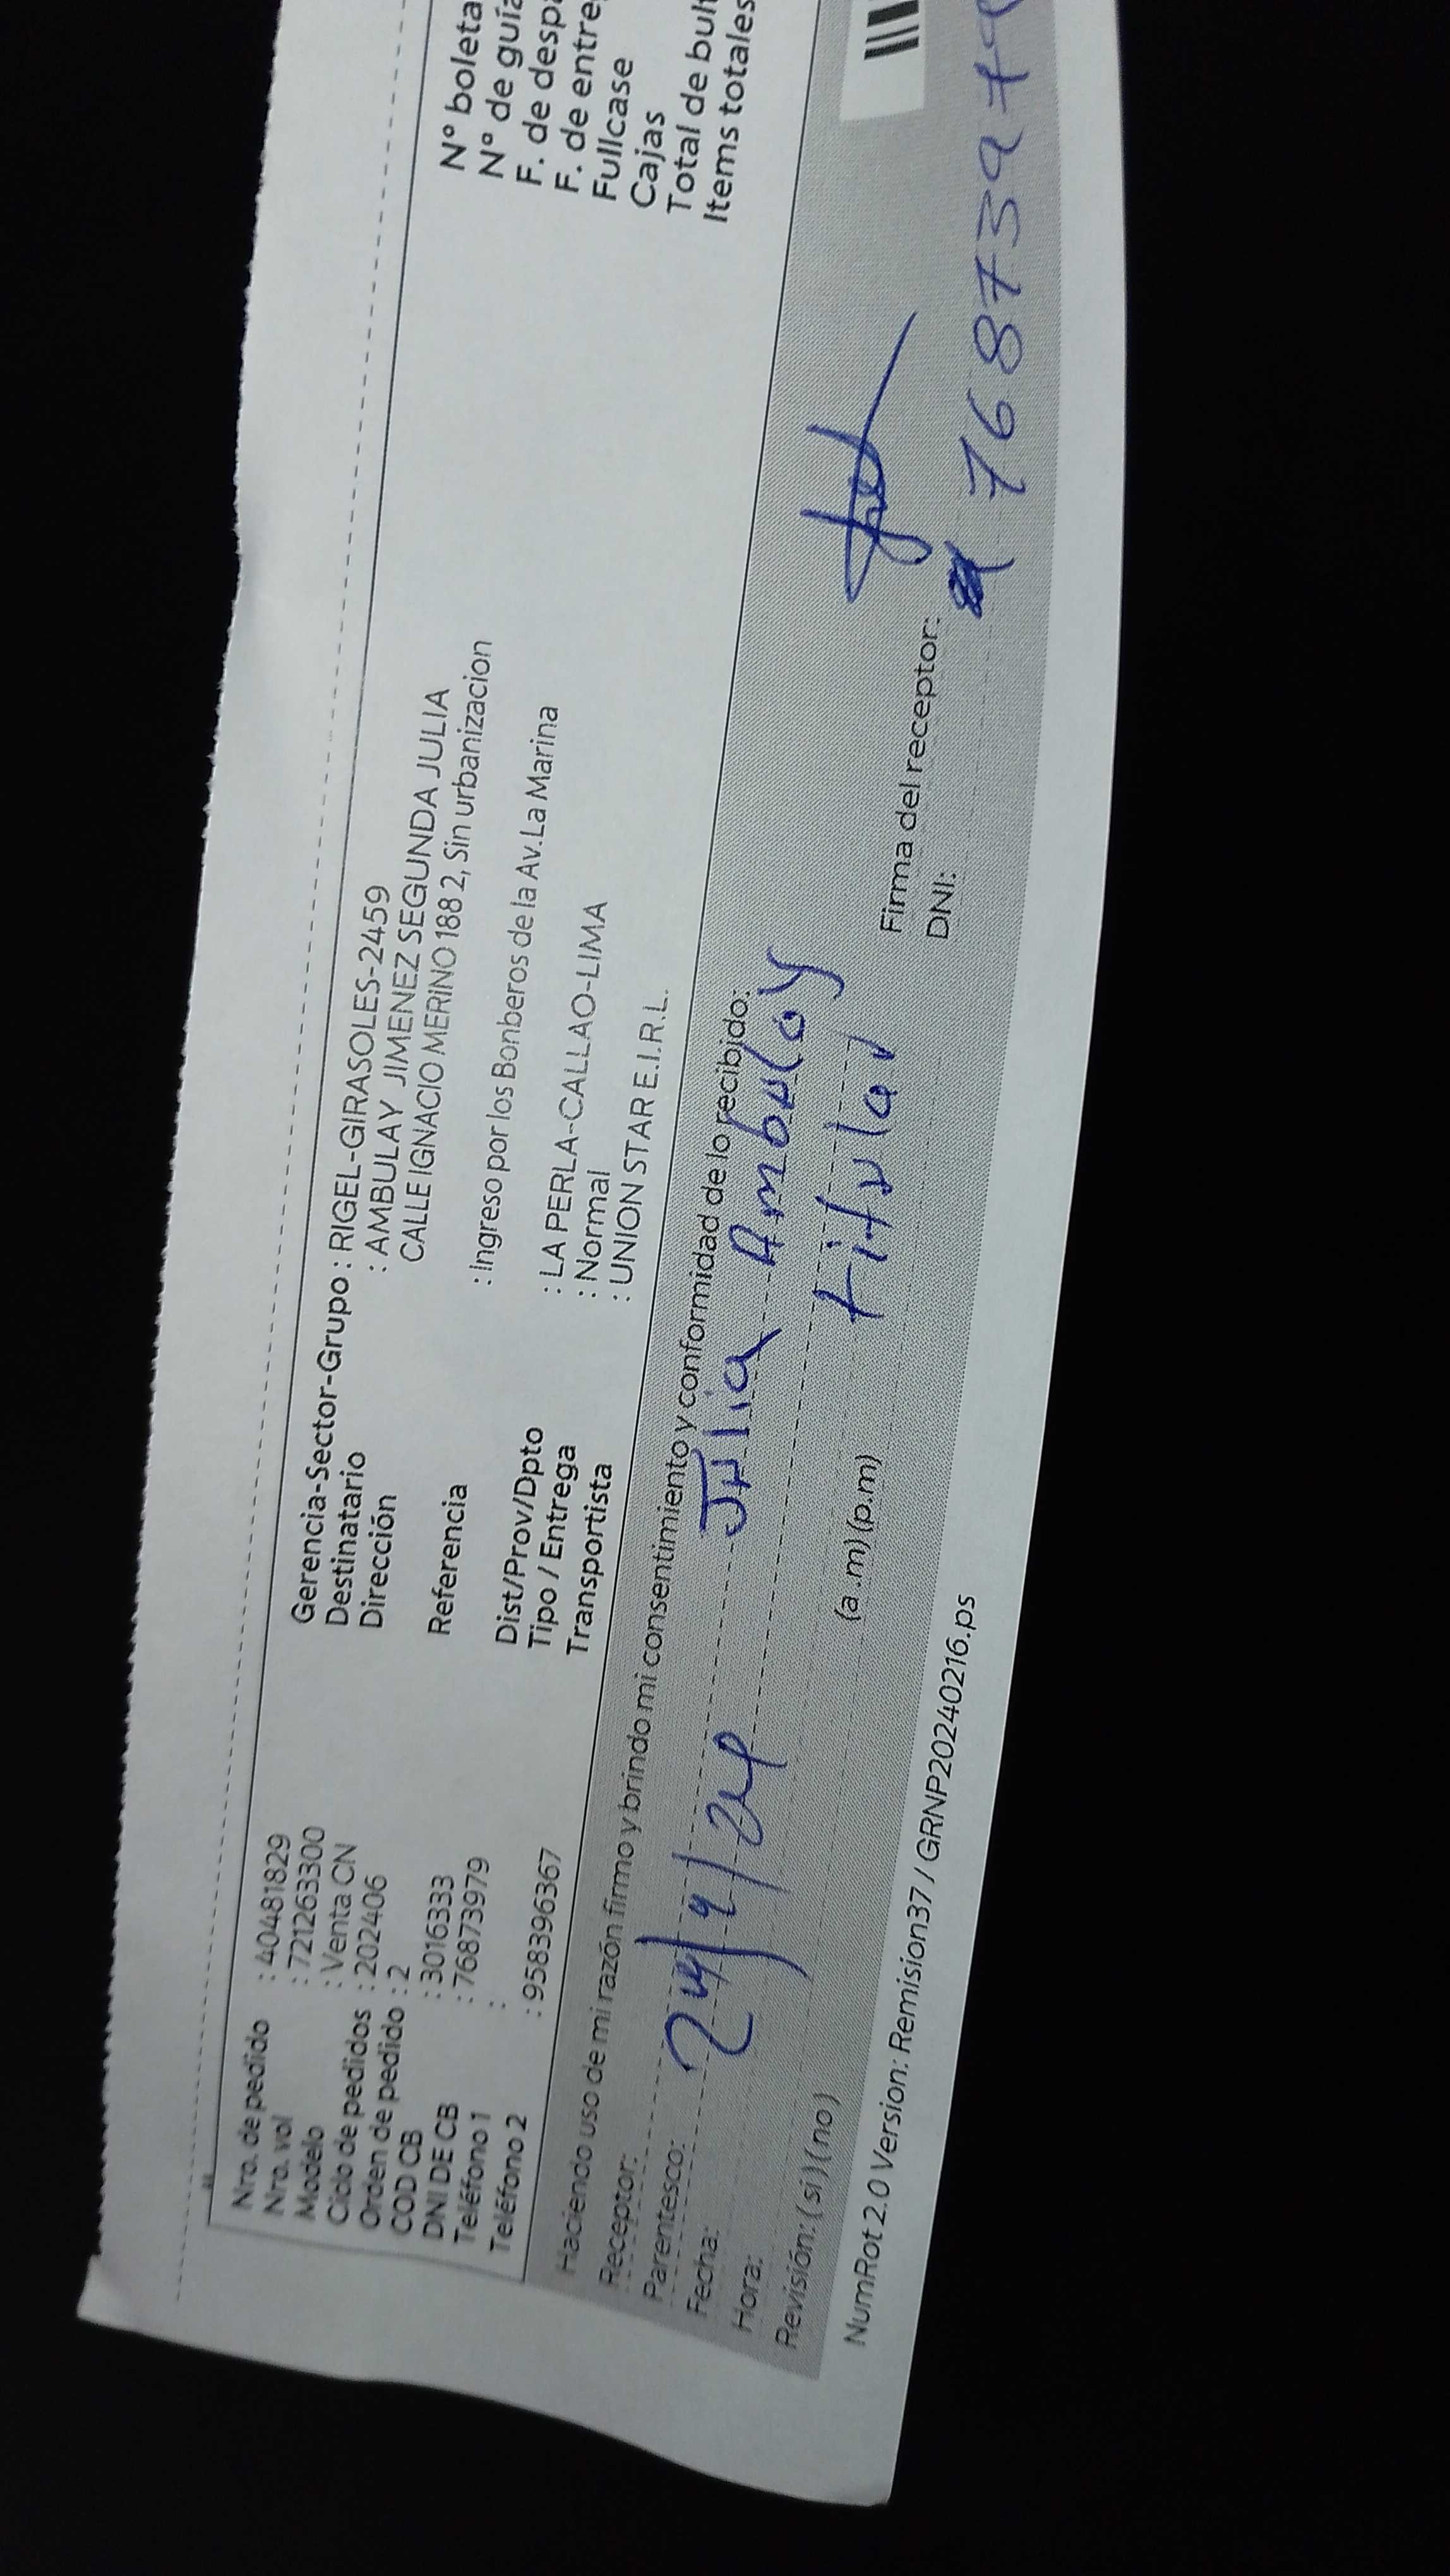 Nro. de pedido : 40481829
Nro. vol : 721263300
Modelo : Venta CN
Ciclo de pedidos : 202406
Orden de pedido : 2
COD CB : 3016333
DNI DE CB : 76873979
Teléfono 1 :
Teléfono 2 : 958396367
Gerencia-Sector-Grupo : RIGEL-GIRASOLES-2459
Destinatario : AMBULAY JIMENEZ SEGUNDA JULIA
Dirección CALLE IGNACIO MERINO 188 2, Sin urbanizacion
Referencia : Ingreso por los Bonberos de la Av.La Marina
Dist/Prov/Dpto : LA PERLA-CALLAO-LIMA
Tipo / Entrega : Normal
Transportista : UNION STAR E.I.R.L.
N° boleta
N° de guía
F. de desp
F. de entre
Fullcase
Cajas
Total de bul
Items totales
Haciendo uso de mi razón firmo y brindo mi consentimiento y conformidad de lo recibido:
Receptor: Julia Ambuloy
Parentesco: titular
Fecha: 24/4/24
Hora: (a.m)(p.m)
Revisión: (si)(no)
Firma del receptor:
DNI: 76873979
NumRot 2.0 Version: Remision37 / GRNP20240216.ps